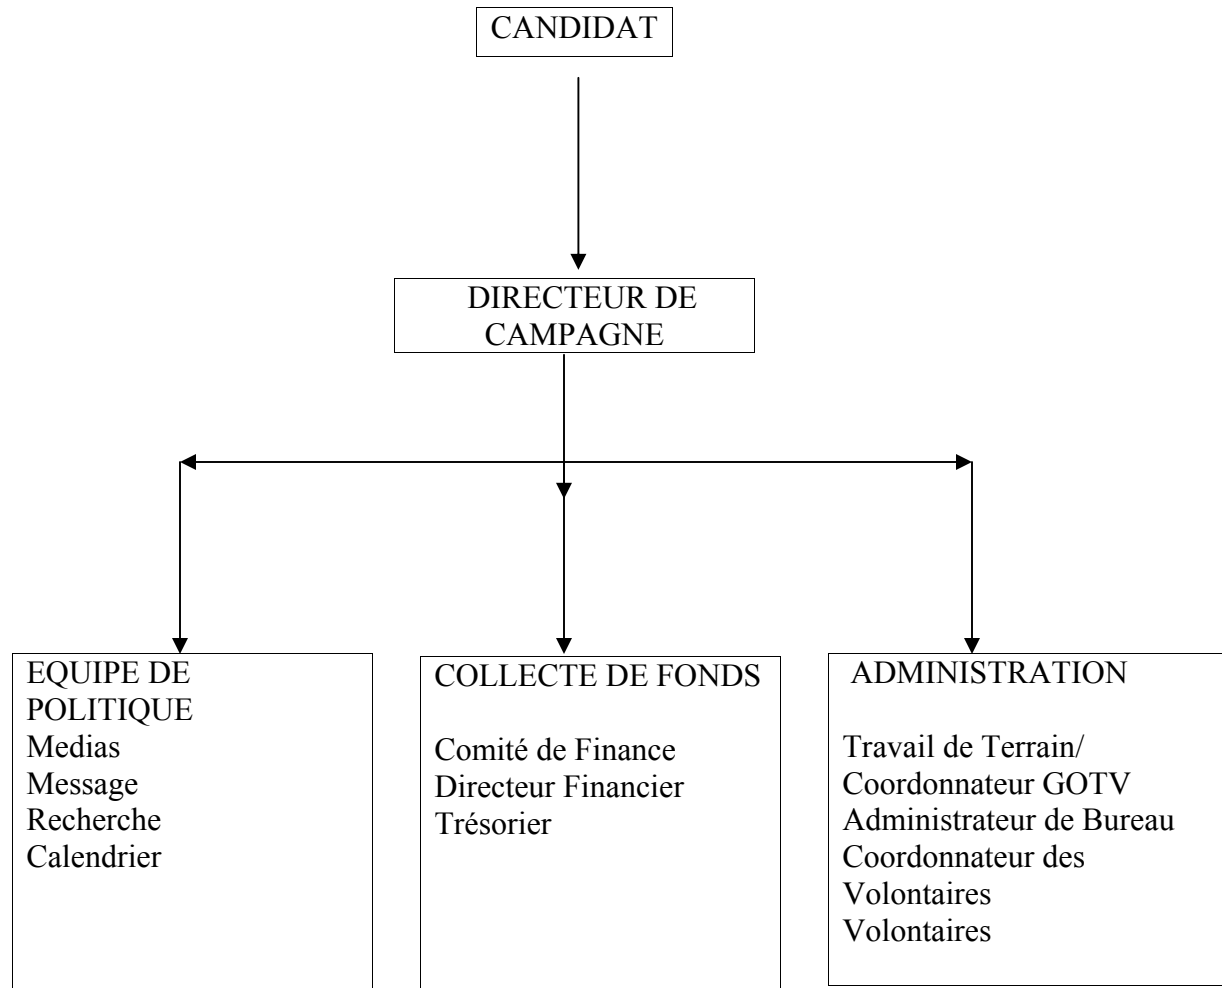 CANDIDAT
DIRECTEUR DE
CAMPAGNE
EQUIPE DE
POLITIQUE
Medias
Message
Recherche
Calendrier
COLLECTE DE FONDS
Comité de Finance
Directeur Financier
Trésorier
ADMINISTRATION
Travail de Terrain/
Coordonnateur GOTV
Administrateur de Bureau
Coordonnateur des
Volontaires
Volontaires